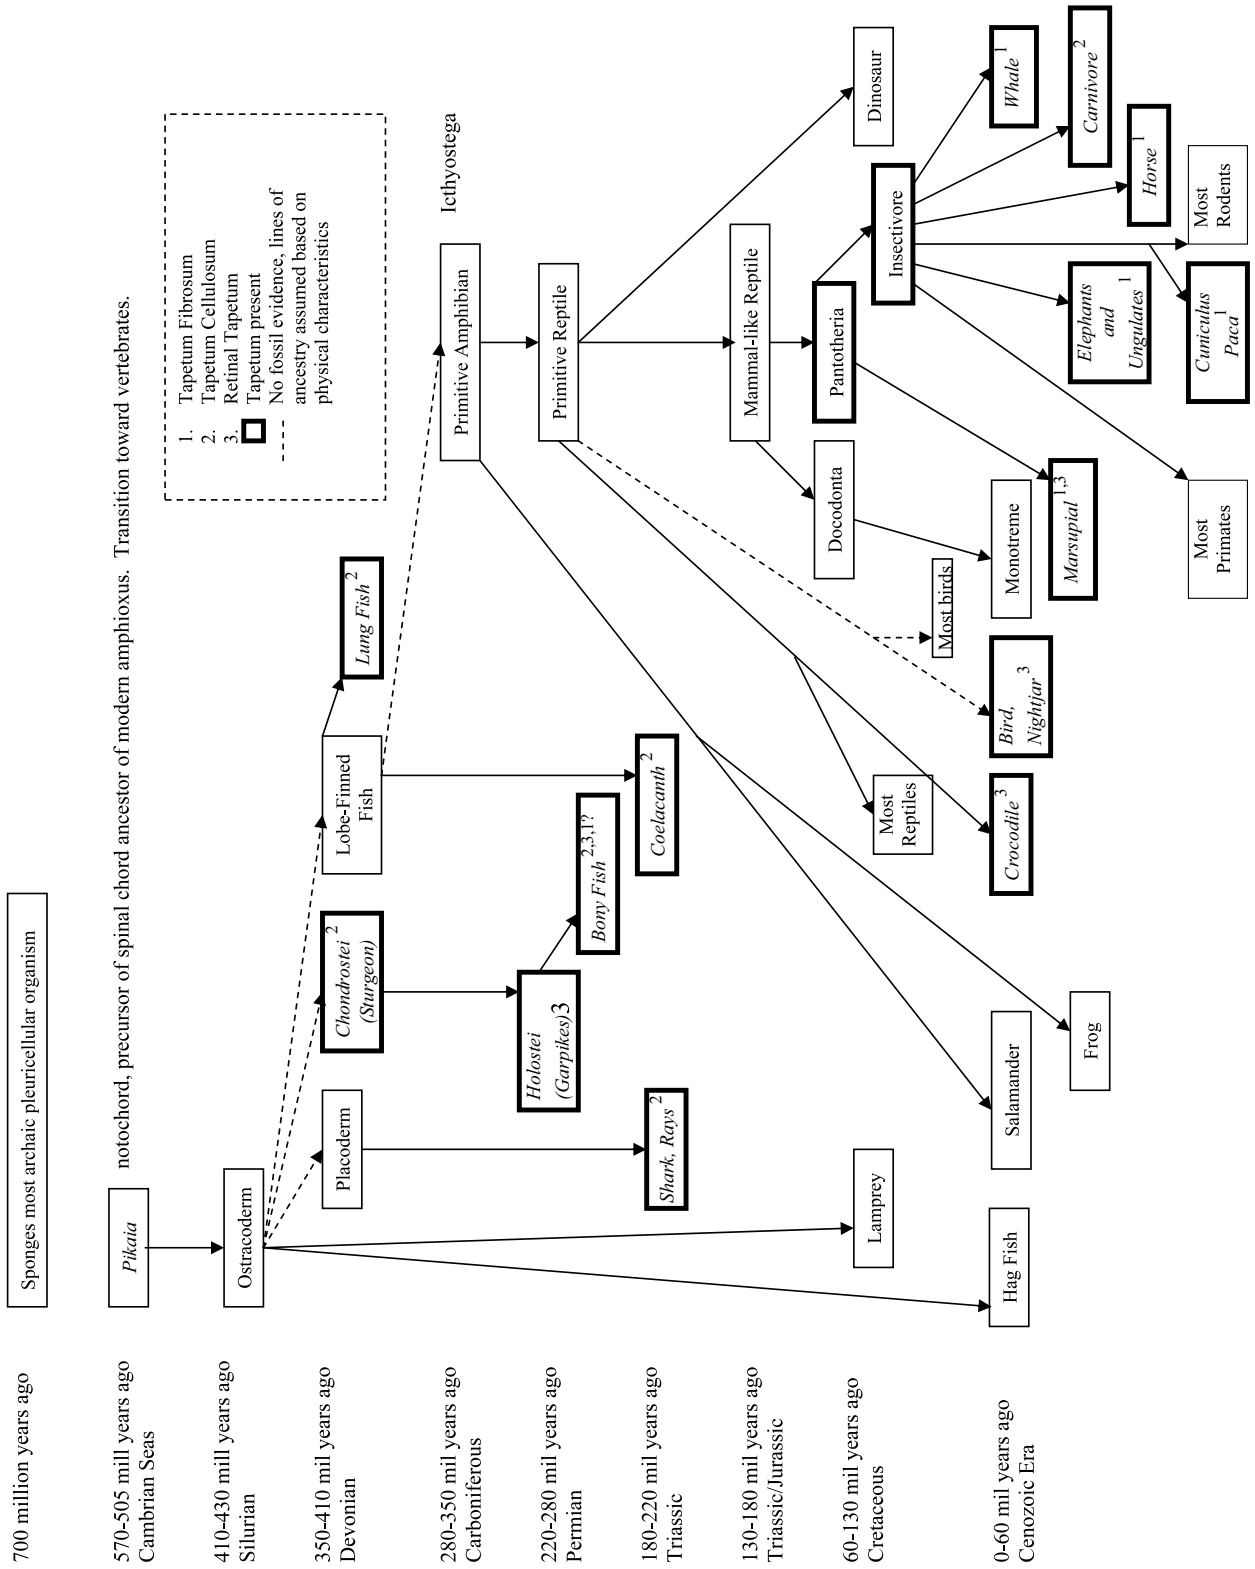 700 million years ago
Sponges most archaic pleuricellular organism
570-505 mill years ago
Cambrian Seas
Pikaia
notochord, precursor of spinal chord ancestor of modern amphioxus. Transition toward vertebrates.
410-430 mill years ago
Silurian
Ostracoderm
1. Tapetum Fibrosum
2. Tapetum Cellulosum
3. Retinal Tapetum
Tapetum present
No fossil evidence, lines of
ancestry assumed based on
physical characteristics
350-410 mil years ago
Devonian
Placoderm
Chondrostei 2
(Sturgeon)
Lobe-Finned
Fish
Lung Fish 2
280-350 mil years ago
Carboniferous
Primitive Amphibian
Icthyostega
220-280 mil years ago
Permian
Holostei
(Garpikes)3
Bony Fish 2,3,1?
Primitive Reptile
180-220 mil years ago
Triassic
Shark, Rays 2
Coelacanth 2
130-180 mil years ago
Triassic/Jurassic
Mammal-like Reptile
60-130 mil years ago
Cretaceous
Lamprey
Most
Reptiles
Most birds
Docodonta
Pantotheria
Insectivore
Dinosaur
0-60 mil years ago
Cenozoic Era
Hag Fish
Salamander
Frog
Crocodile 3
Bird,
Nightjar 3
Monotreme
Marsupial 1,3
Most
Primates
Elephants
and
Ungulates 1
Cuniculus
Paca 1
Most
Rodents
Horse 1
Carnivore 2
Whale 1